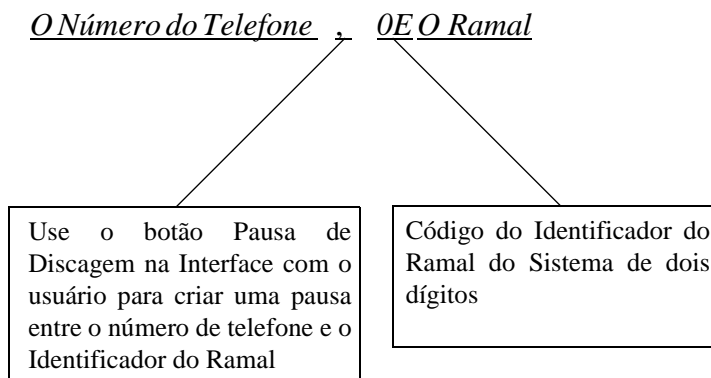 O Número do Telefone , 0E O Ramal
Use o botão Pausa de
Discagem na Interface com o
usuário para criar uma pausa
entre o número de telefone e o
Identificador do Ramal
Código do Identificador do
Ramal do Sistema de dois
dígitos